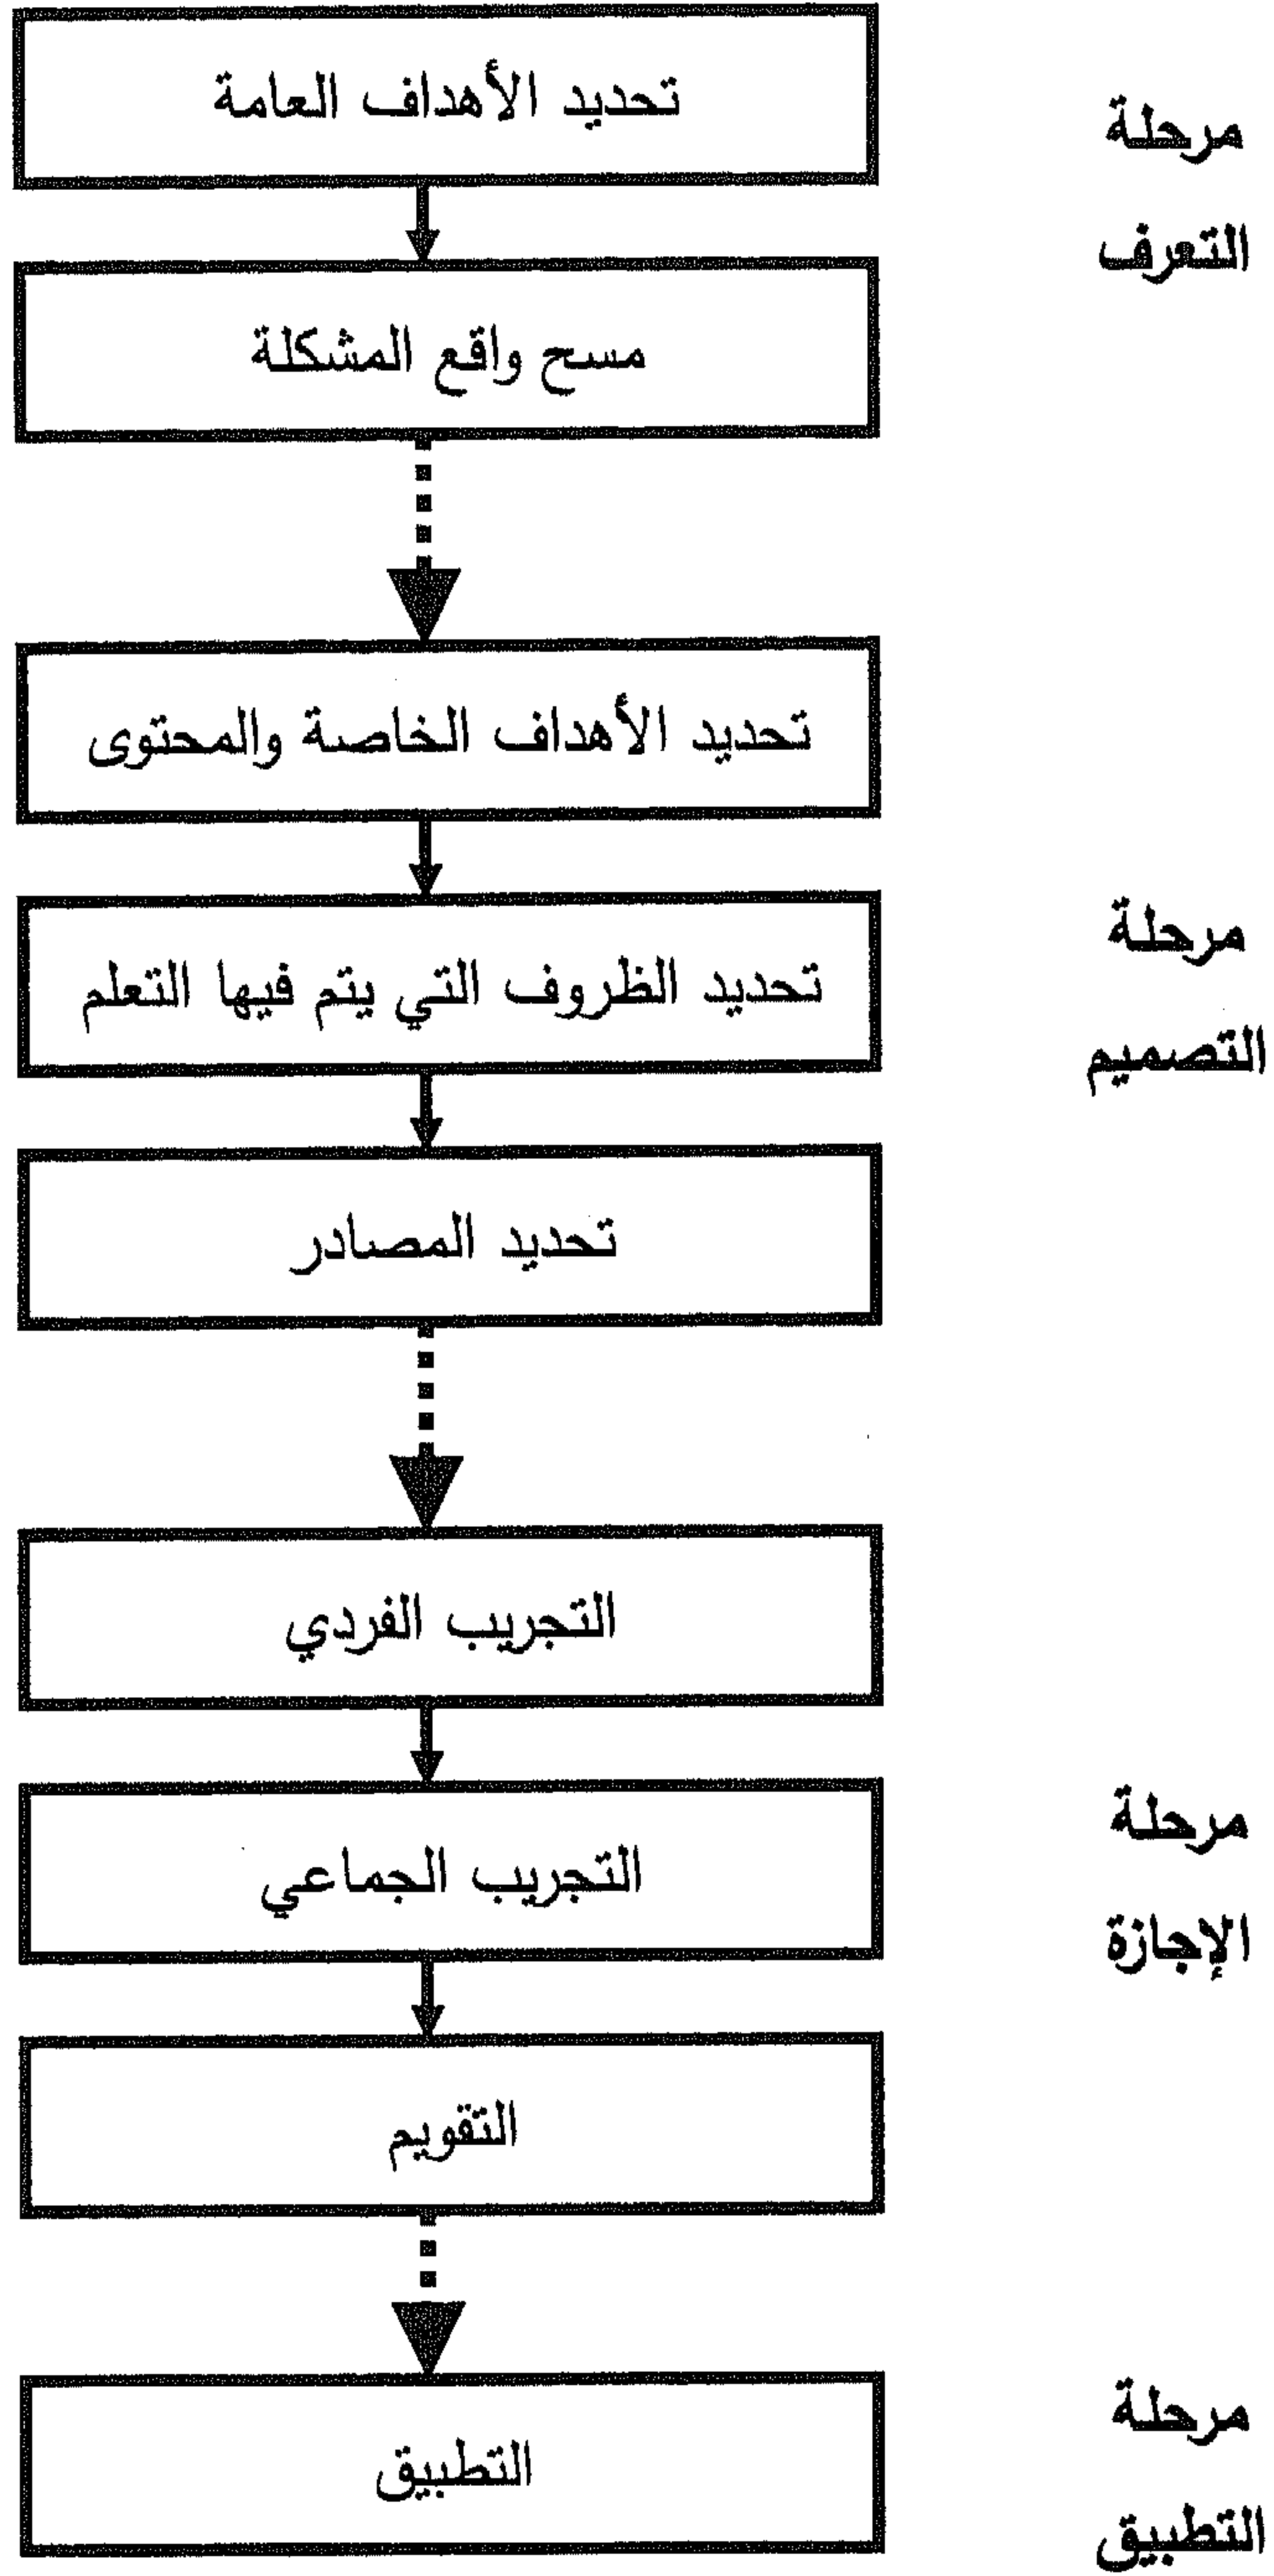 تحديد الأهداف العامة
مرحلة
التعرف
مسح واقع المشكلة
تحديد الأهداف الخاصة والمحتوى
مرحلة
تحديد الظروف التي يتم فيها التعلم
التصميم
تحديد المصادر
التجريب الفردي
مرحلة
التجريب الجماعي
الإجازة
التقويم
مرحلة
التطبيق
التطبيق